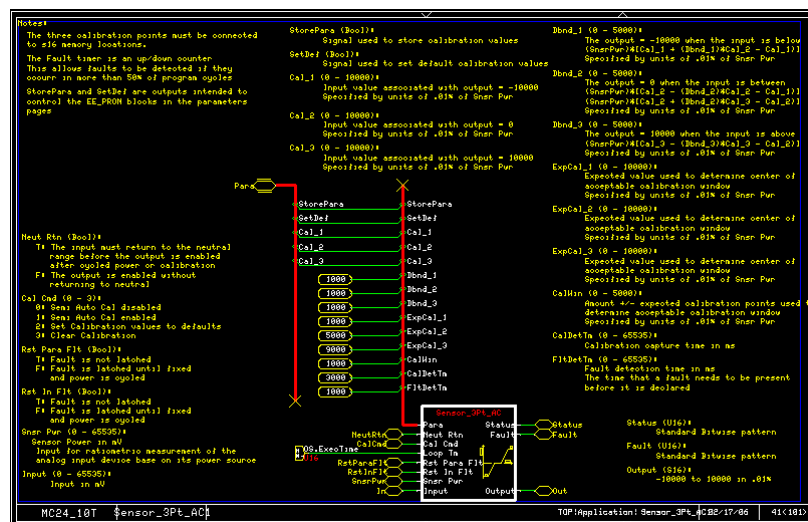 Notes:
The three calibration points must be connected
to s16 memory locations.
The Fault timer is an up/down counter
This allows faults to be detected if they
occurr in more than 50% of program cycles
StorePara and SetDef are outputs intended to
control the EE_PROM blocks in the parameters
pages
StorePara (Bool):
Signal used to store calibration values
SetDef (Bool):
Signal used to set default calibration values
Cal_1 (0 - 10000):
Input value associated with output = -10000
Specified by units of .01% of Snsr Pwr
Cal_2 (0 - 10000):
Input value associated with output = 0
Specified by units of .01% of Snsr Pwr
Cal_3 (0 - 10000):
Input value associated with output = 10000
Specified by units of .01% of Snsr Pwr
Dbnd_1 (0 - 5000):
The output = -10000 when the input is below
(SnsrPwr)*[Cal_1 + (Dbnd_1)*(Cal_2 - Cal_1)]
Specified by units of .01% of Snsr Pwr
Dbnd_2 (0 - 5000):
The output = 0 when the input is between
(SnsrPwr)*[Cal_2 - (Dbnd_2)*(Cal_2 - Cal_1)]
(SnsrPwr)*[Cal_2 + (Dbnd_2)*(Cal_3 - Cal_2)]
Specified by units of .01% of Snsr Pwr
Dbnd_3 (0 - 5000):
The output = 10000 when the input is above
(SnsrPwr)*[Cal_3 - (Dbnd_3)*(Cal_3 - Cal_2)]
Specified by units of .01% of Snsr Pwr
ExpCal_1 (0 - 10000):
Expected value used to determine center of
acceptable calibration window
Specified by units of .01% of Snsr Pwr
ExpCal_2 (0 - 10000):
Expected value used to determine center of
acceptable calibration window
Specified by units of .01% of Snsr Pwr
ExpCal_3 (0 - 10000):
Expected value used to determine center of
acceptable calibration window
Specified by units of .01% of Snsr Pwr
CalWin (0 - 5000):
Amount +/- expected calibration points used t
determine acceptable calibration window
Specified by units of .01% of Snsr Pwr
CalDetTm (0 - 65535):
Calibration capture time in ms
FltDetTm (0 - 65535):
Fault detection time in ms
The time that a fault needs to be present
before it is declared
Para
StorePara StorePara
SetDef SetDef
Cal_1 Cal_1
Cal_2 Cal_2
Cal_3 Cal_3
1000 Dbnd_1
1000 Dbnd_2
1000 Dbnd_3
1000 ExpCal_1
5000 ExpCal_2
9000 ExpCal_3
1000 CalWin
3000 CalDetTm
1000 FltDetTm
Neut Rtn (Bool):
T: The input must return to the neutral
range before the output is enabled
after cycled power or calibration
F: The output is enabled without
returning to neutral
Cal Cmd (0 - 3):
0: Semi Auto Cal disabled
1: Semi Auto Cal enabled
2: Set Calibration values to defaults
3: Clear Calibration
Rst Para Flt (Bool):
T: Fault is not latched
F: Fault is latched until fixed
and power is cycled
Rst In Flt (Bool):
T: Fault is not latched
F: Fault is latched until fixed
and power is cycled
Snsr Pwr (0 - 65535):
Sensor Power in mV
Input for ratiometric measurement of the
analog input device base on its power source
Input (0 - 65535):
Input in mV
Sensor_3Pt_AC
Para Status Status
NeutRtn Neut Rtn Fault Fault
CalCmd Cal Cmd
OS.ExecTime Loop Tm
U16
RstParaFlt Rst Para Flt
RstInFlt Rst In Flt
SnsrPwr Snsr Pwr
In Input Output Out
Status (U16):
Standard Bitwise pattern
Fault (U16):
Standard Bitwise pattern
Output (S16):
-10000 to 10000 in .01%
MC24_10T Sensor_3Pt_AC1 TOP:Application: Sensor_3Pt_AC 02/17/06 41(101)